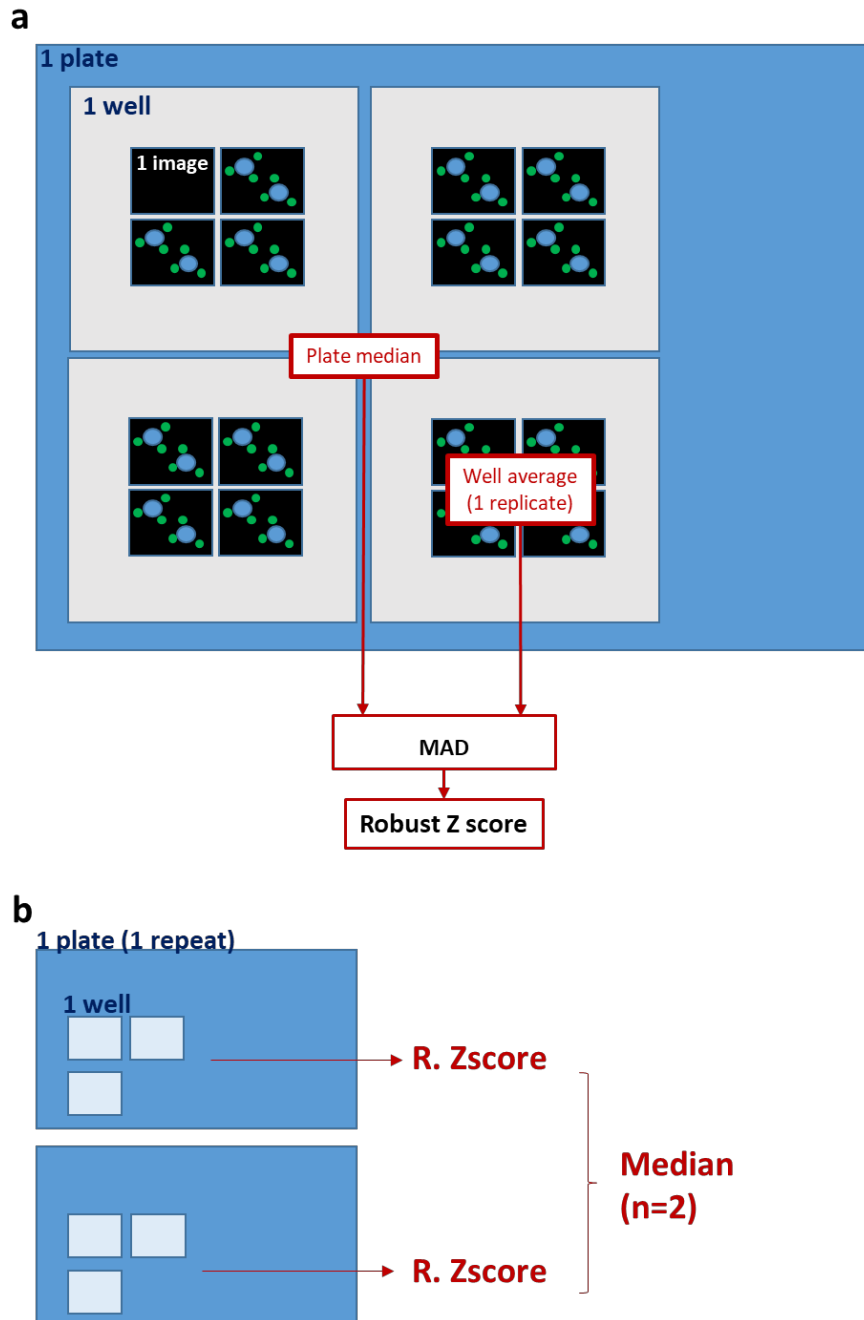 a
1 plate
1 well
1 image
Plate median
Well average
(1 replicate)
MAD
Robust Z score
b
1 plate (1 repeat)
1 well
R. Zscore
Median
(n=2)
R. Zscore